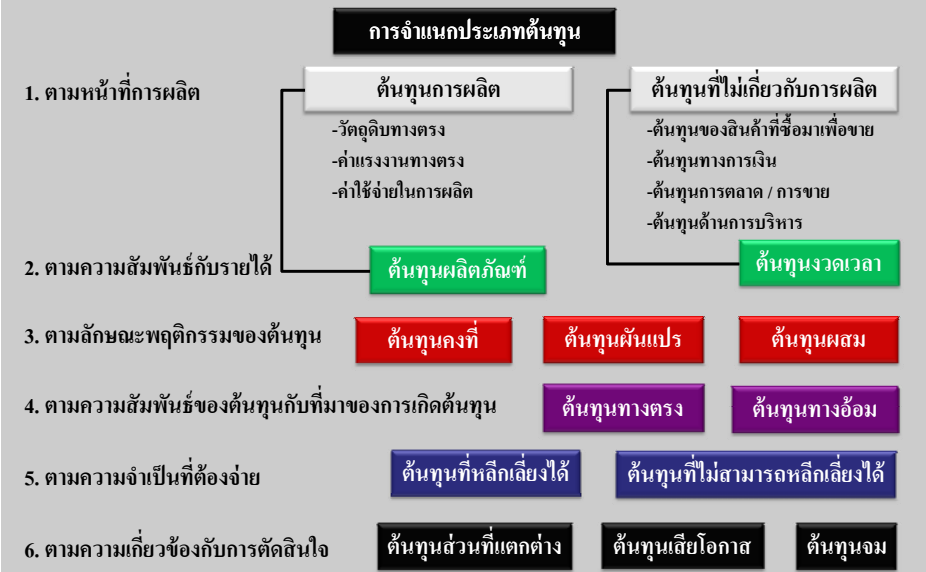 การจำแนกประเภทต้นทุน
1. ตามหน้าที่การผลิต
ต้นทุนการผลิต
-วัตถุดิบทางตรง
-ค่าแรงงานทางตรง
-ค่าใช้จ่ายในการผลิต
ต้นทุนที่ไม่เกี่ยวกับการผลิต
-ต้นทุนของสินค้าที่ซื้อมาเพื่อขาย
-ต้นทุนทางการเงิน
-ต้นทุนการตลาด / การขาย
-ต้นทุนด้านการบริหาร
2. ตามความสัมพันธ์กับรายได้
ต้นทุนผลิตภัณฑ์
ต้นทุนงวดเวลา
3. ตามลักษณะพฤติกรรมของต้นทุน
ต้นทุนคงที่
ต้นทุนผันแปร
ต้นทุนผสม
4. ตามความสัมพันธ์ของต้นทุนกับที่มาของการเกิดต้นทุน
ต้นทุนทางตรง
ต้นทุนทางอ้อม
5. ตามความจำเป็นที่ต้องจ่าย
ต้นทุนที่หลีกเลี่ยงได้
ต้นทุนที่ไม่สามารถหลีกเลี่ยงได้
6. ตามความเกี่ยวข้องกับการตัดสินใจ
ต้นทุนส่วนที่แตกต่าง
ต้นทุนเสียโอกาส
ต้นทุนจม